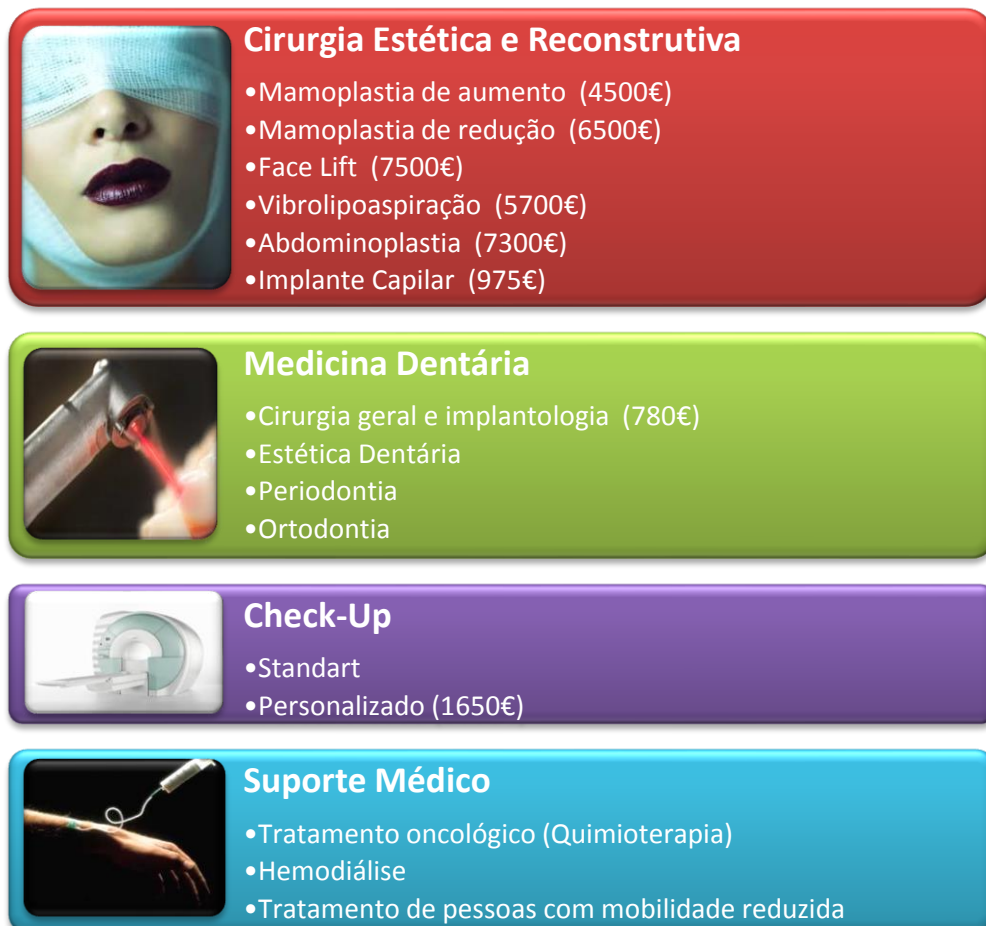 Cirurgia Estética e Reconstrutiva
•Mamoplastia de aumento (4500€)
•Mamoplastia de redução (6500€)
•Face Lift (7500€)
•Vibrolipoaspiração (5700€)
•Abdominoplastia (7300€)
•Implante Capilar (975€)
Medicina Dentária
•Cirurgia geral e implantologia (780€)
•Estética Dentária
•Periodontia
•Ortodontia
Check-Up
•Standart
•Personalizado (1650€)
Suporte Médico
•Tratamento oncológico (Quimioterapia)
•Hemodiálise
•Tratamento de pessoas com mobilidade reduzida